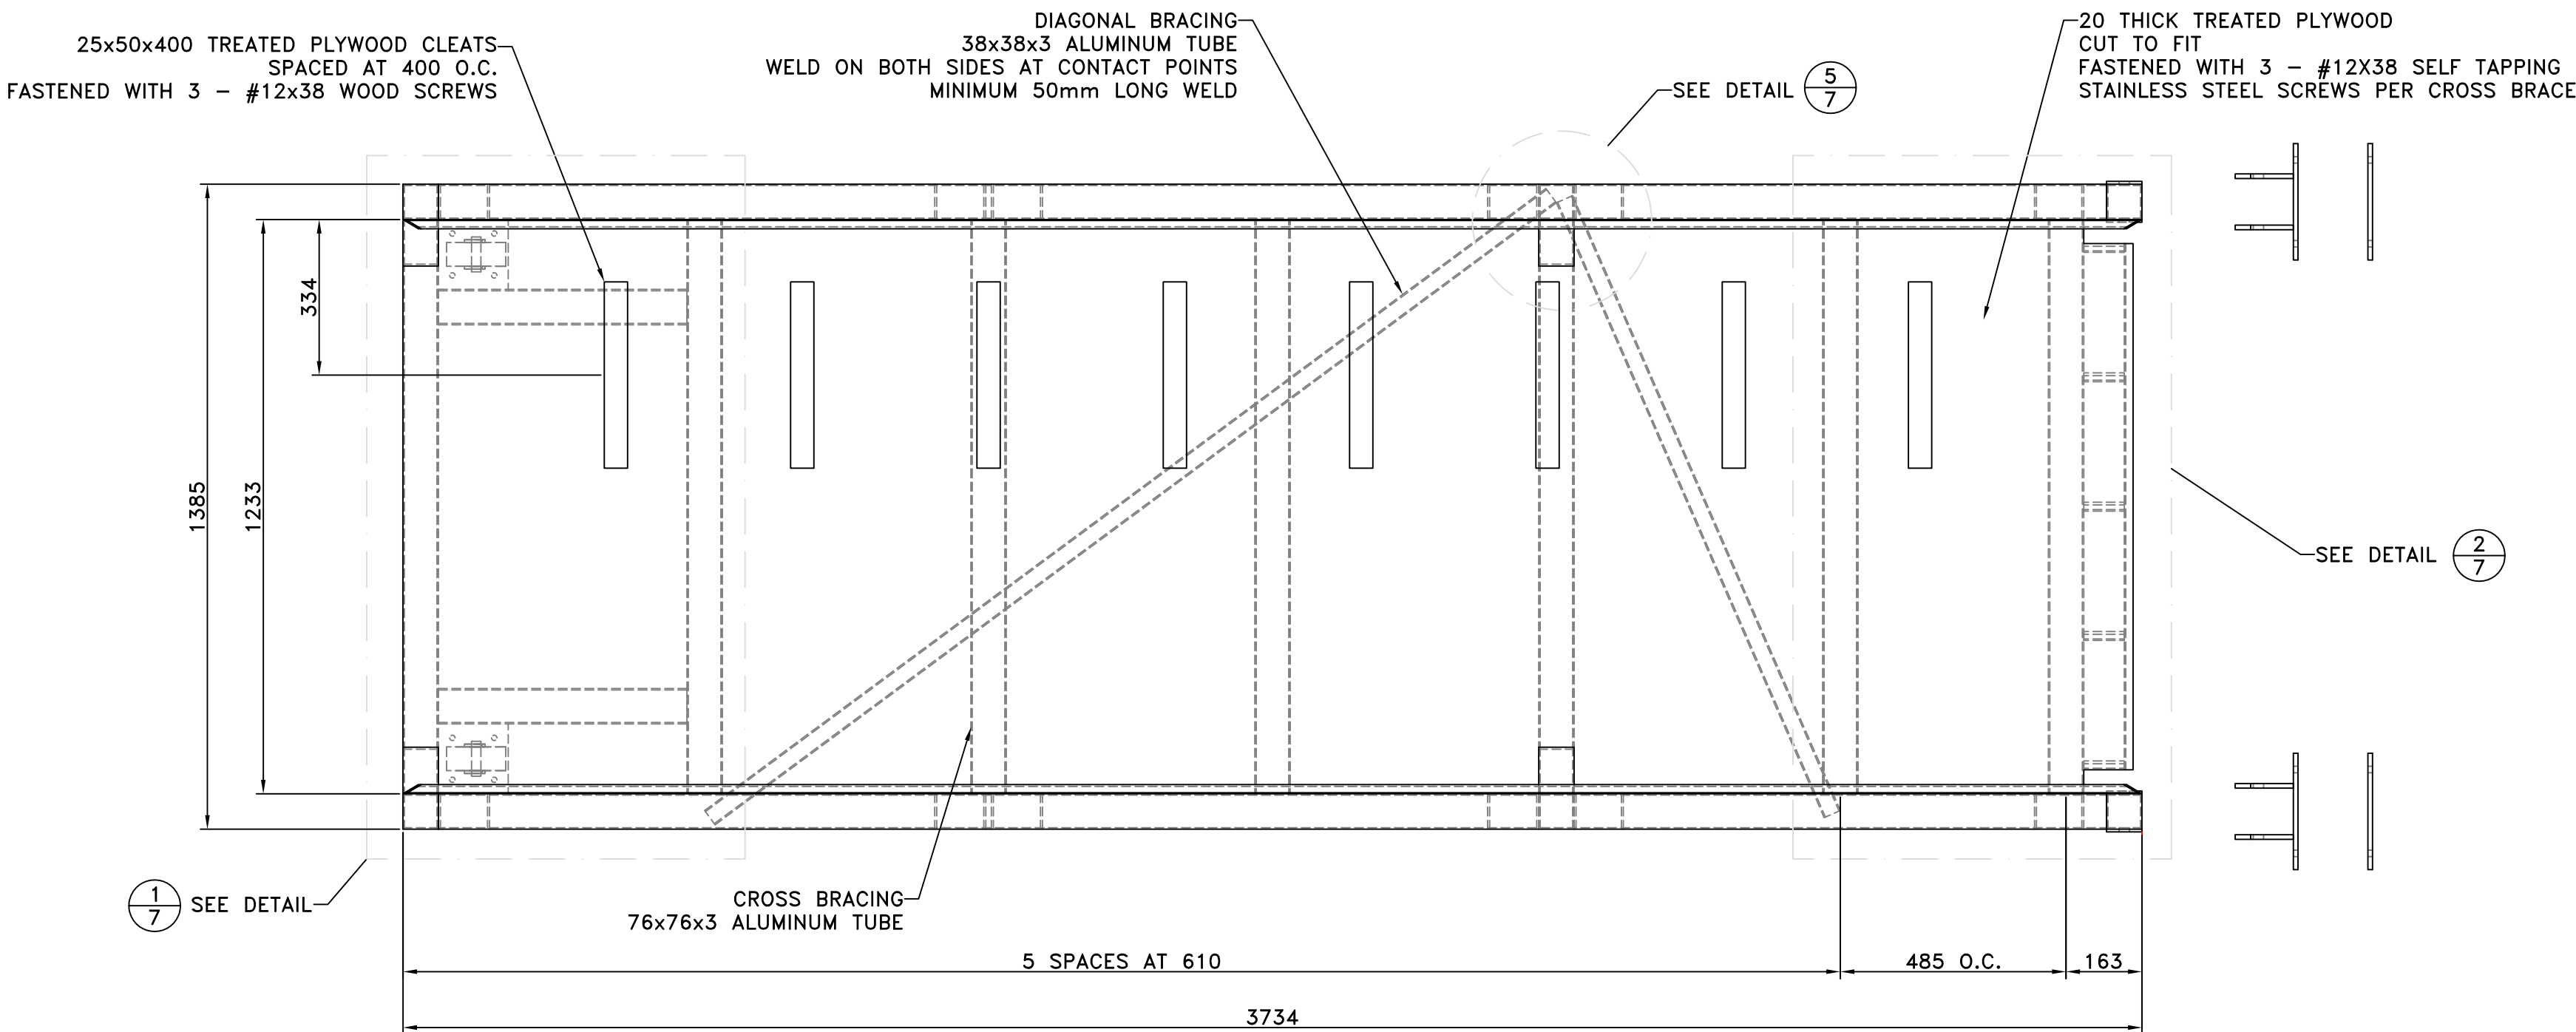 25x50x400 TREATED PLYWOOD CLEATS
SPACED AT 400 O.C.
FASTENED WITH 3 - #12x38 WOOD SCREWS
DIAGONAL BRACING
38x38x3 ALUMINUM TUBE
WELD ON BOTH SIDES AT CONTACT POINTS
MINIMUM 50mm LONG WELD
SEE DETAIL
5
7
20 THICK TREATED PLYWOOD
CUT TO FIT
FASTENED WITH 3 - #12X38 SELF TAPPING
STAINLESS STEEL SCREWS PER CROSS BRACE
334
1385
1233
SEE DETAIL
2
7
1
7
SEE DETAIL
CROSS BRACING
76x76x3 ALUMINUM TUBE
5 SPACES AT 610
485 O.C.
163
3734